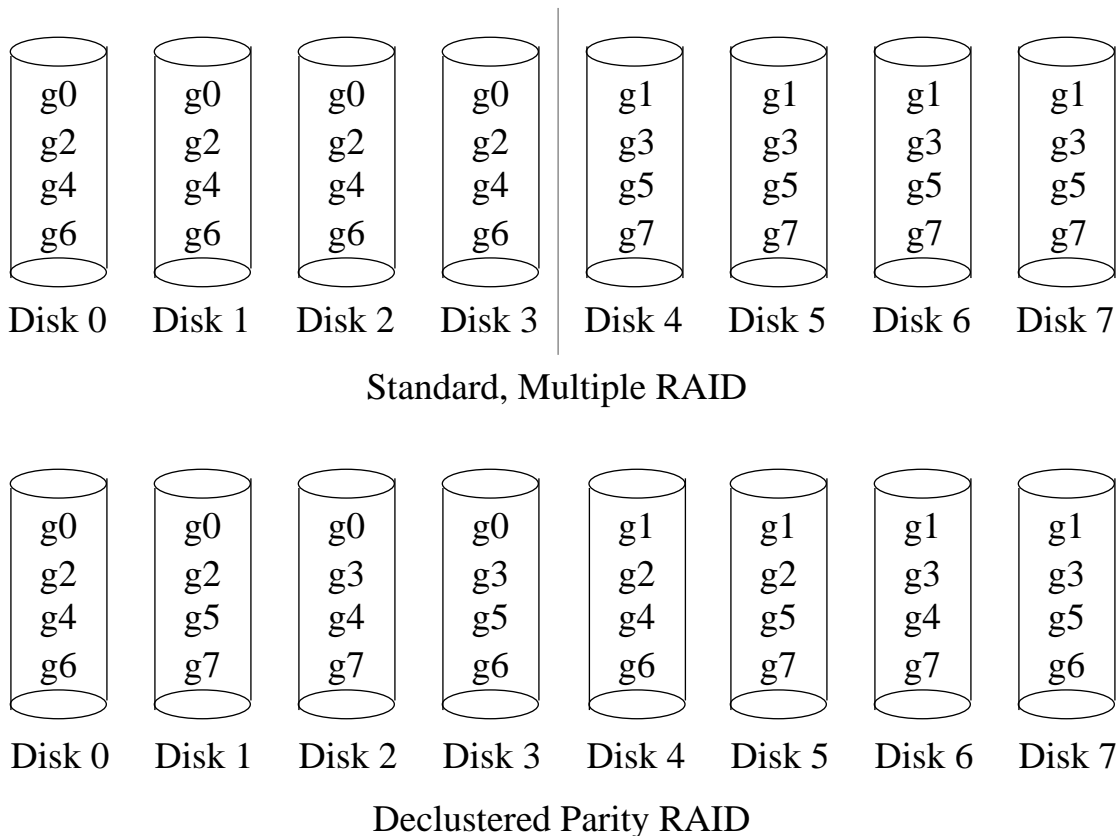 g0 g0 g0 g0 g1 g1 g1 g1
g2 g2 g2 g2 g3 g3 g3 g3
g4 g4 g4 g4 g5 g5 g5 g5
g6 g6 g6 g6 g7 g7 g7 g7
Disk 0 Disk 1 Disk 2 Disk 3 Disk 4 Disk 5 Disk 6 Disk 7
Standard, Multiple RAID
g0 g0 g0 g0 g1 g1 g1 g1
g2 g2 g3 g3 g2 g2 g3 g3
g4 g5 g4 g5 g4 g5 g4 g5
g6 g7 g7 g6 g6 g7 g7 g6
Disk 0 Disk 1 Disk 2 Disk 3 Disk 4 Disk 5 Disk 6 Disk 7
Declustered Parity RAID